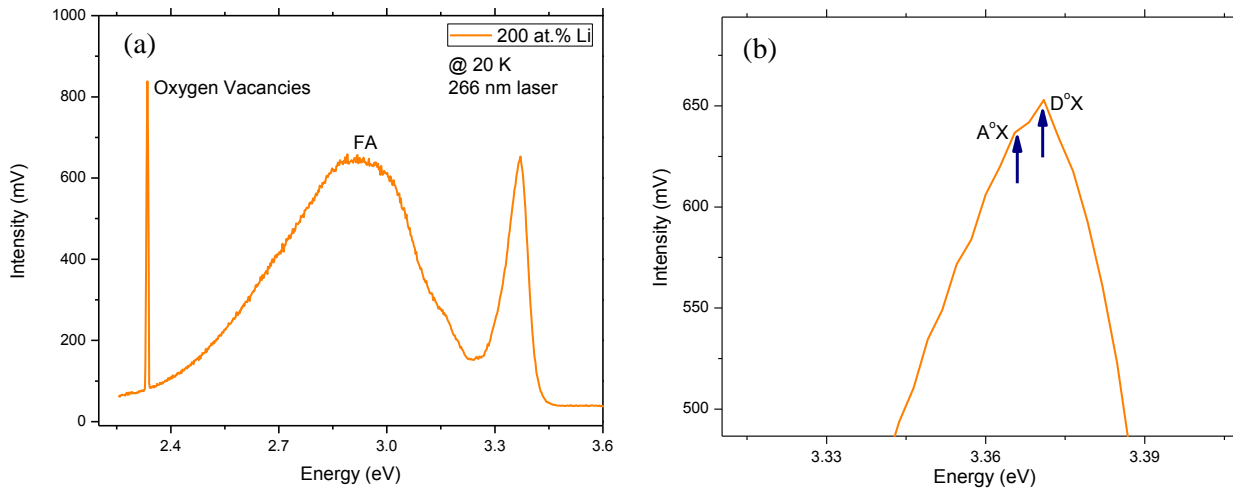 (a)
200 at.% Li
@ 20 K
266 nm laser
Oxygen Vacancies
FA
1000
800
600
400
200
0
Intensity (mV)
2.4 2.7 3.0 3.3 3.6
Energy (eV)
(b)
A°X
D°X
650
600
550
500
Intensity (mV)
3.33 3.36 3.39
Energy (eV)